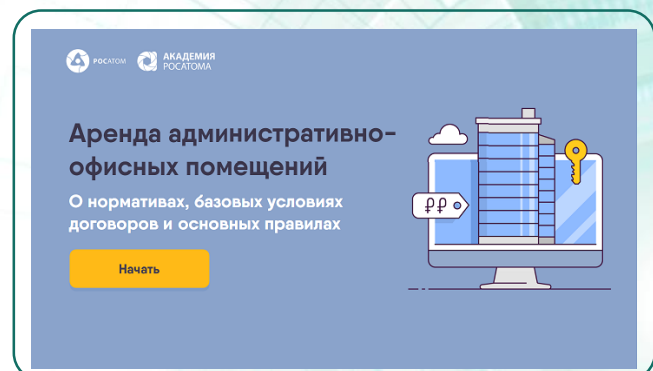 РОСАТОМ
АКАДЕМИЯ
РОСАТОМА
Аренда административно-
офисных помещений
О нормативах, базовых условиях
договоров и основных правилах
Начать
₽₽